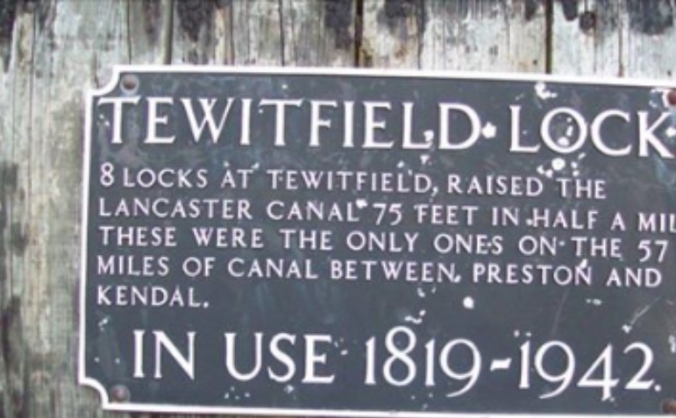 TEWITFIELD LOCK
8 LOCKS AT TEWITFIELD, RAISED THE
LANCASTER CANAL 75 FEET IN HALF A MIL
THESE WERE THE ONLY ONES ON THE 57
MILES OF CANAL BETWEEN PRESTON AND
KENDAL.
IN USE 1819-1942.